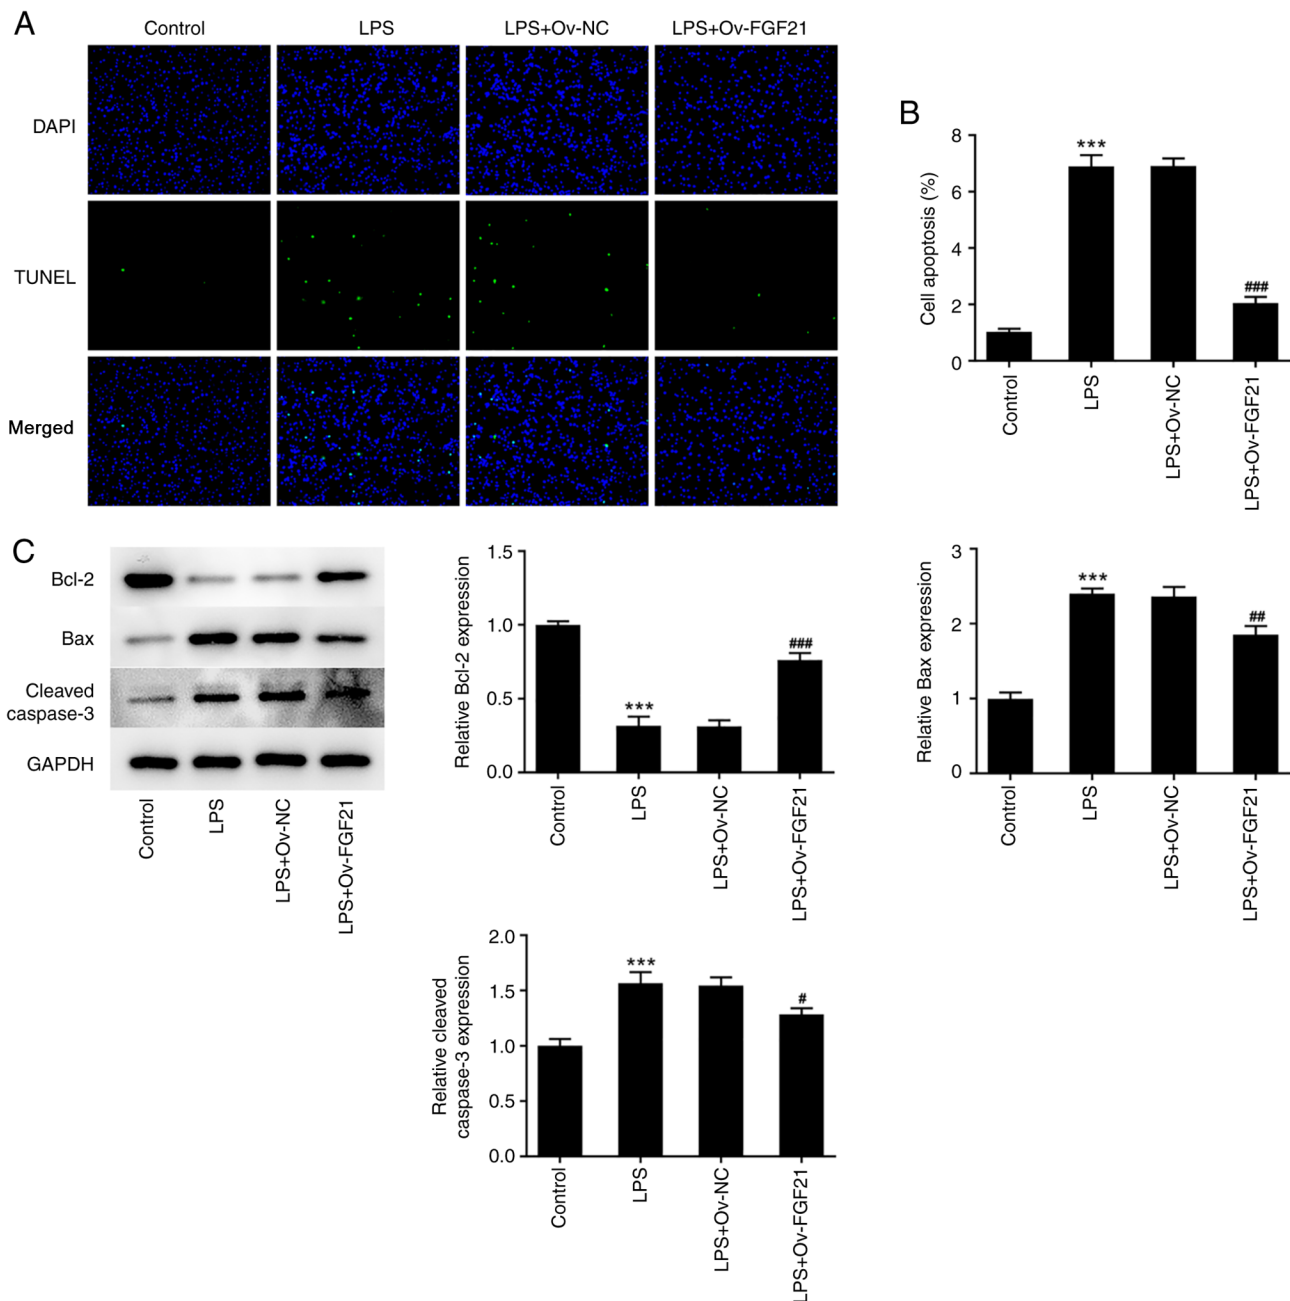 A
Control
LPS
LPS+Ov-NC
LPS+Ov-FGF21
DAPI
TUNEL
Merged
B
8
6
4
2
0
Cell apoptosis (%)
***
###
Control
LPS
LPS+Ov-NC
LPS+Ov-FGF21
C
Bcl-2
Bax
Cleaved
caspase-3
GAPDH
Control
LPS
LPS+Ov-NC
LPS+Ov-FGF21
1.5
1.0
0.5
0.0
Relative Bcl-2 expression
***
###
Control
LPS
LPS+Ov-NC
LPS+Ov-FGF21
3
2
1
0
Relative Bax expression
***
##
Control
LPS
LPS+Ov-NC
LPS+Ov-FGF21
2.0
1.5
1.0
0.5
0.0
Relative cleaved
caspase-3 expression
***
#
Control
LPS
LPS+Ov-NC
LPS+Ov-FGF21